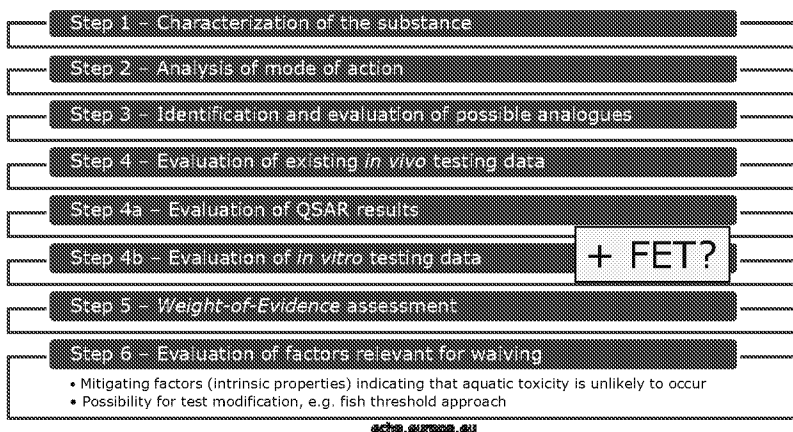 Step 1 – Characterization of the substance
Step 2 – Analysis of mode of action
Step 3 – Identification and evaluation of possible analogues
Step 4 – Evaluation of existing in vivo testing data
Step 4a – Evaluation of QSAR results
Step 4b – Evaluation of in vitro testing data
+ FET?
Step 5 – Weight-of-Evidence assessment
Step 6 – Evaluation of factors relevant for waiving
• Mitigating factors (intrinsic properties) indicating that aquatic toxicity is unlikely to occur
• Possibility for test modification, e.g. fish threshold approach
echa.europa.eu